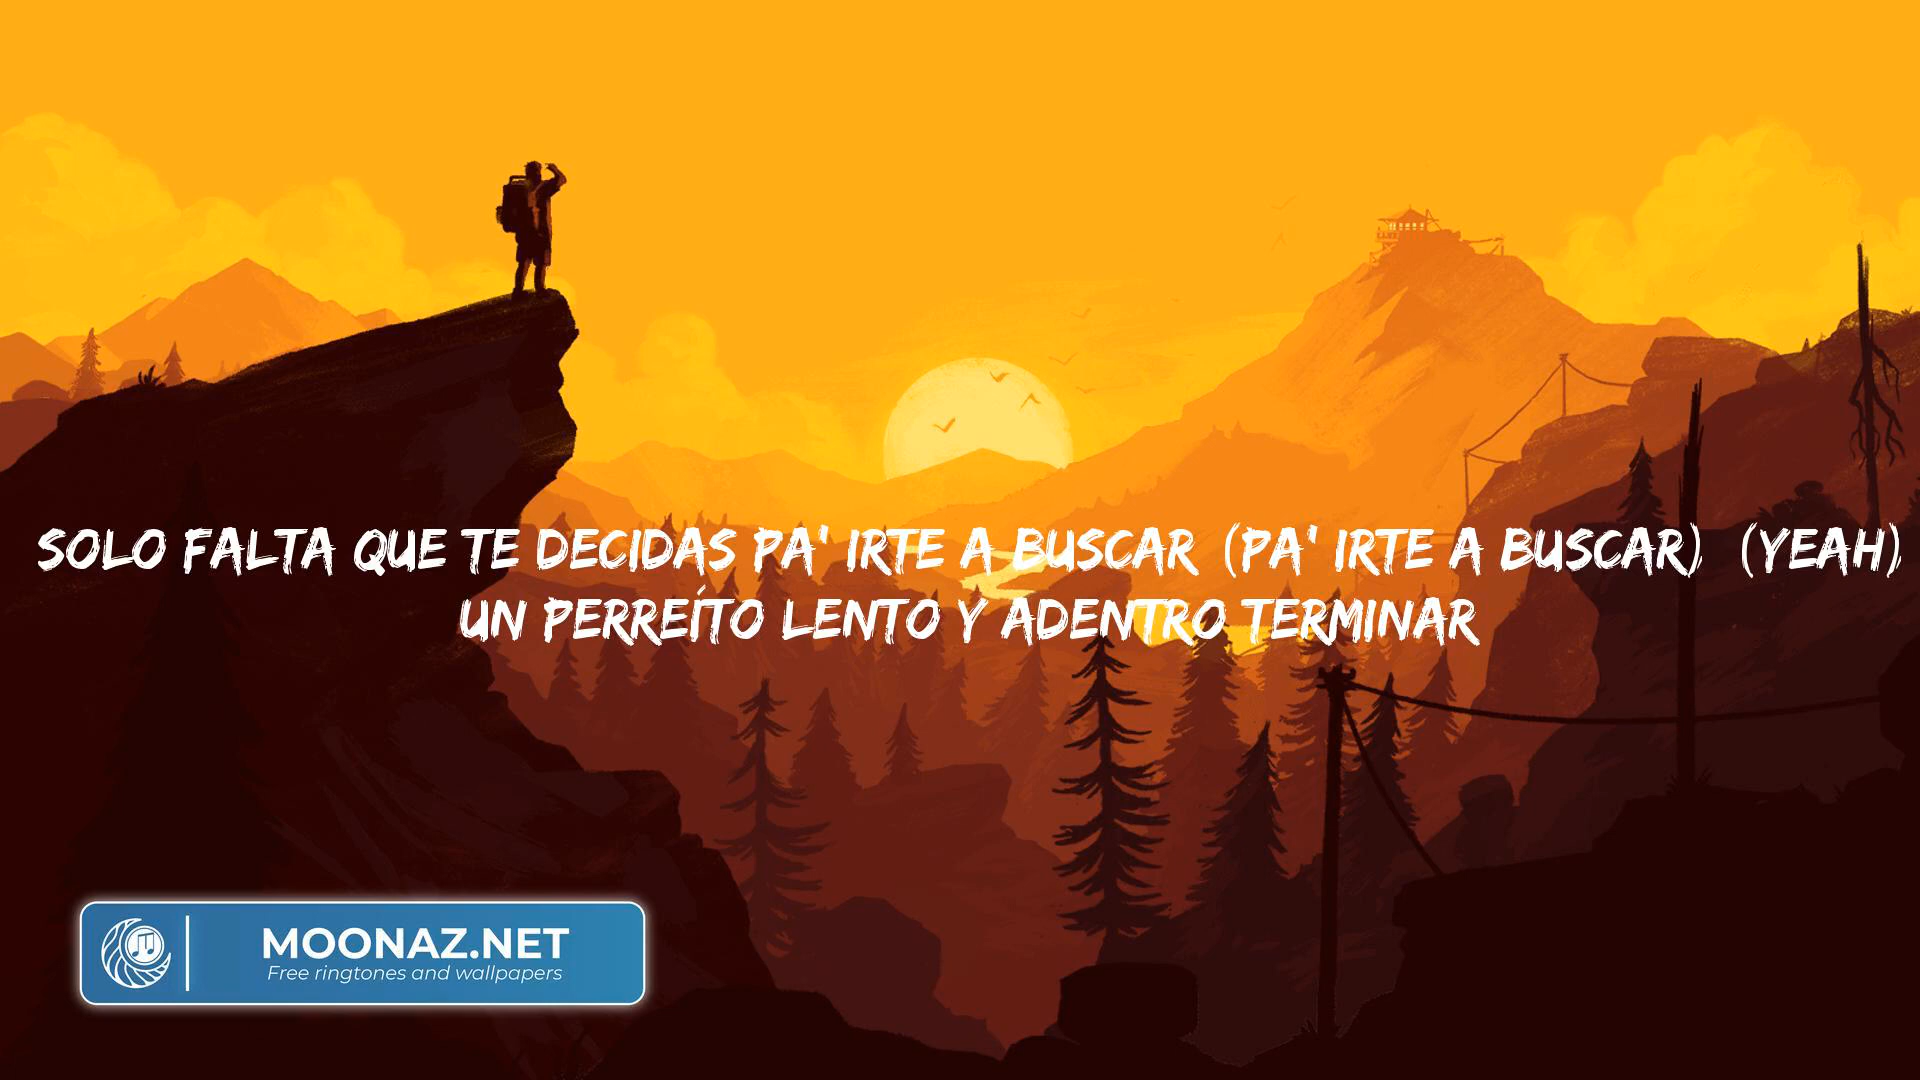 SOLO FALTA QUE TE DECIDAS PA' IRTE A BUSCAR (PA' IRTE A BUSCAR) (YEAH)
UN PERREÍTO LENTO Y ADENTRO TERMINAR
MOONAZ.NET
Free ringtones and wallpapers